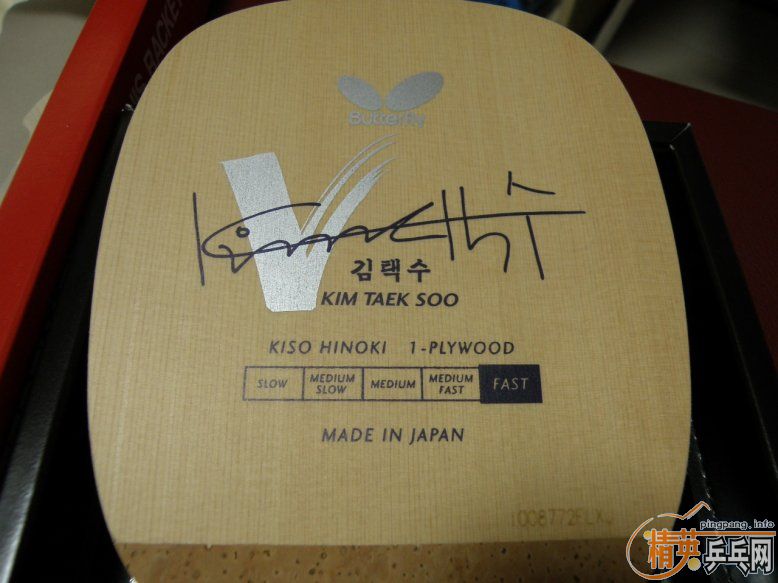 'S RACKET
Butterfly
V
김택수
KIM TAEK SOO
KISO HINOKI 1-PLYWOOD
SLOW MEDIUM SLOW MEDIUM MEDIUM FAST FAST
MADE IN JAPAN
pingpang.info
精英乒乓网